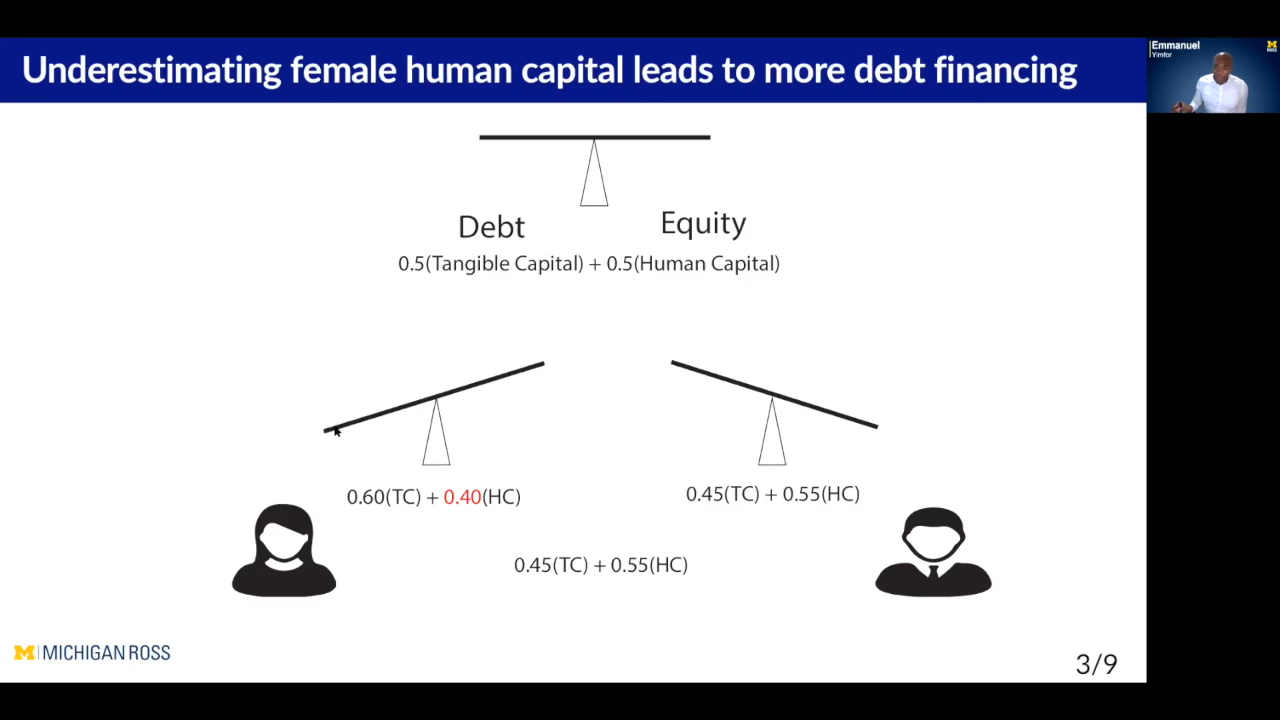 Underestimating female human capital leads to more debt financing
Emmanuel
Yimfor
M
ROSS
Debt
Equity
0.5(Tangible Capital) + 0.5(Human Capital)
0.60(TC) + 0.40(HC)
0.45(TC) + 0.55(HC)
0.45(TC) + 0.55(HC)
M MICHIGAN ROSS
3/9